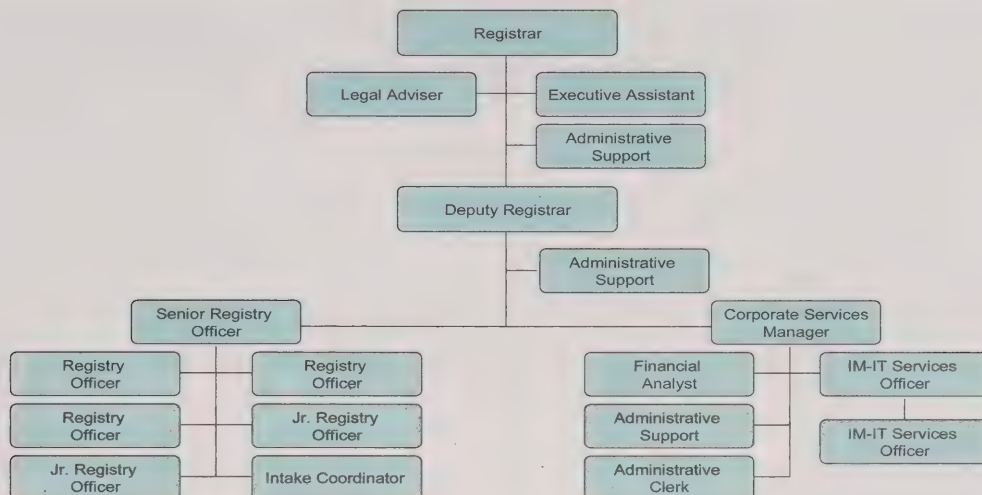 Registrar
Legal Adviser
Executive Assistant
Administrative
Support
Deputy Registrar
Administrative
Support
Senior Registry
Officer
Corporate Services
Manager
Registry
Officer
Registry
Officer
Financial
Analyst
IM-IT Services
Officer
Registry
Officer
Jr. Registry
Officer
Administrative
Support
IM-IT Services
Officer
Jr. Registry
Officer
Intake Coordinator
Administrative
Clerk